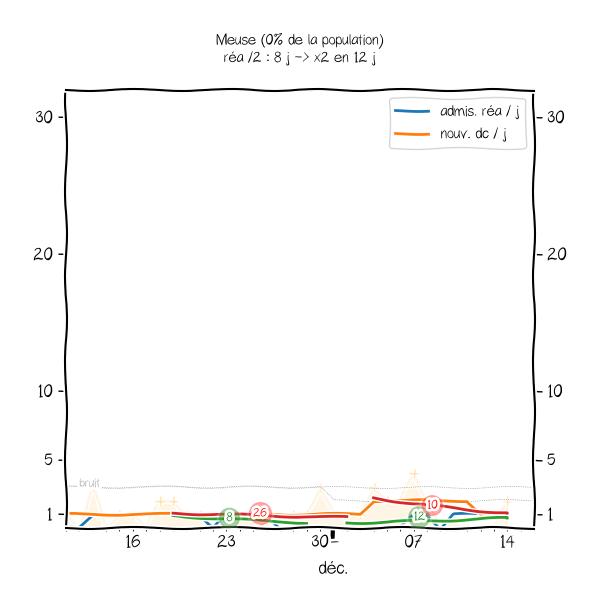 Meuse (0% de la population)
réa /2 : 8 j -> x2 en 12 j
admis. réa / j
nouv. dc / j
30 30
20 20
10 10
5 5
bruit
1 1
8 26 12 10
16 23 30 07 14
déc.